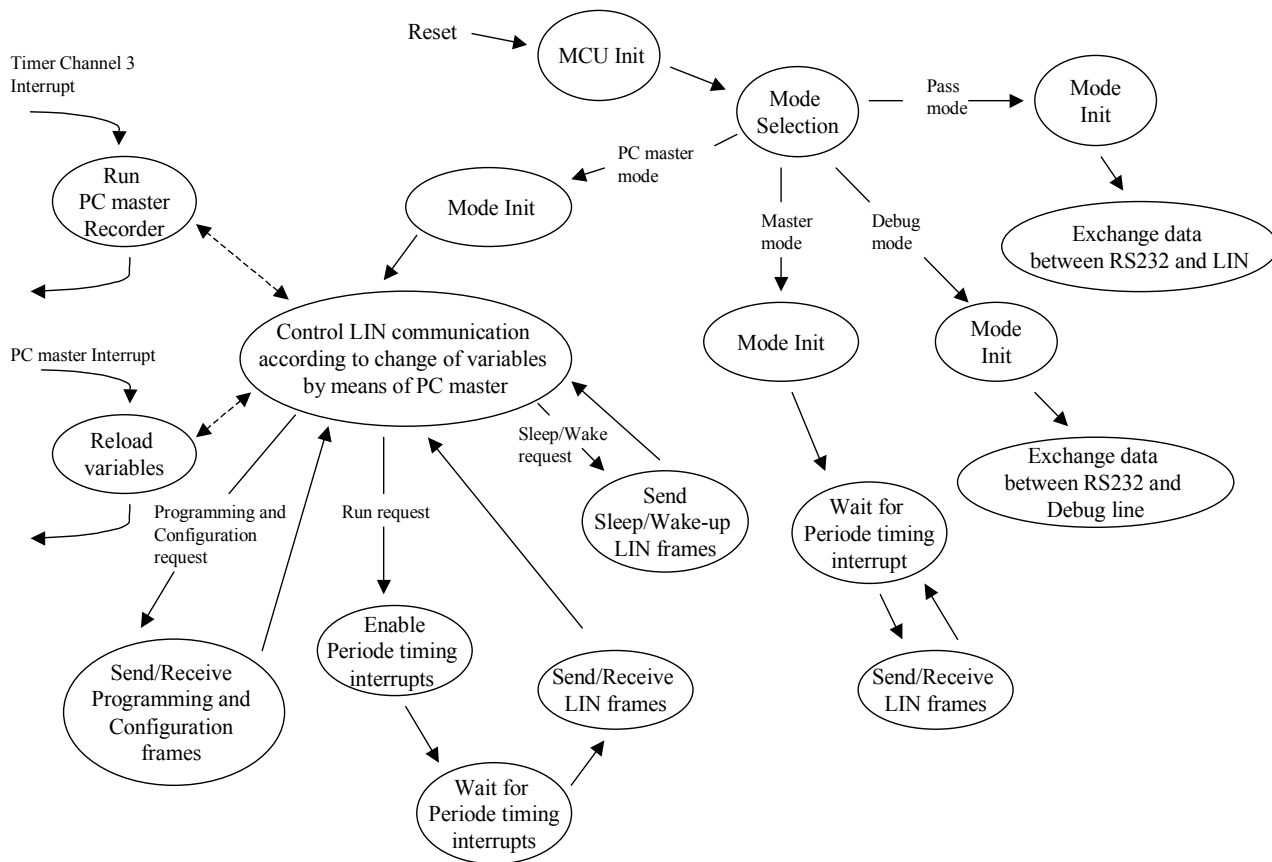 Reset
MCU Init
Timer Channel 3
Interrupt
Mode
Selection
Pass
mode
Mode
Init
PC master
mode
Run
PC master
Recorder
Mode Init
Master
mode
Debug
mode
Exchange data
between RS232 and LIN
Control LIN communication
according to change of variables
by means of PC master
Mode Init
Mode
Init
PC master Interrupt
Reload
variables
Sleep/Wake
request
Exchange data
between RS232 and
Debug line
Programming and
Configuration
request
Run request
Send
Sleep/Wake-up
LIN frames
Wait for
Periode timing
interrupt
Enable
Periode timing
interrupts
Send/Receive
Programming and
Configuration
frames
Send/Receive
LIN frames
Send/Receive
LIN frames
Wait for
Periode timing
interrupts